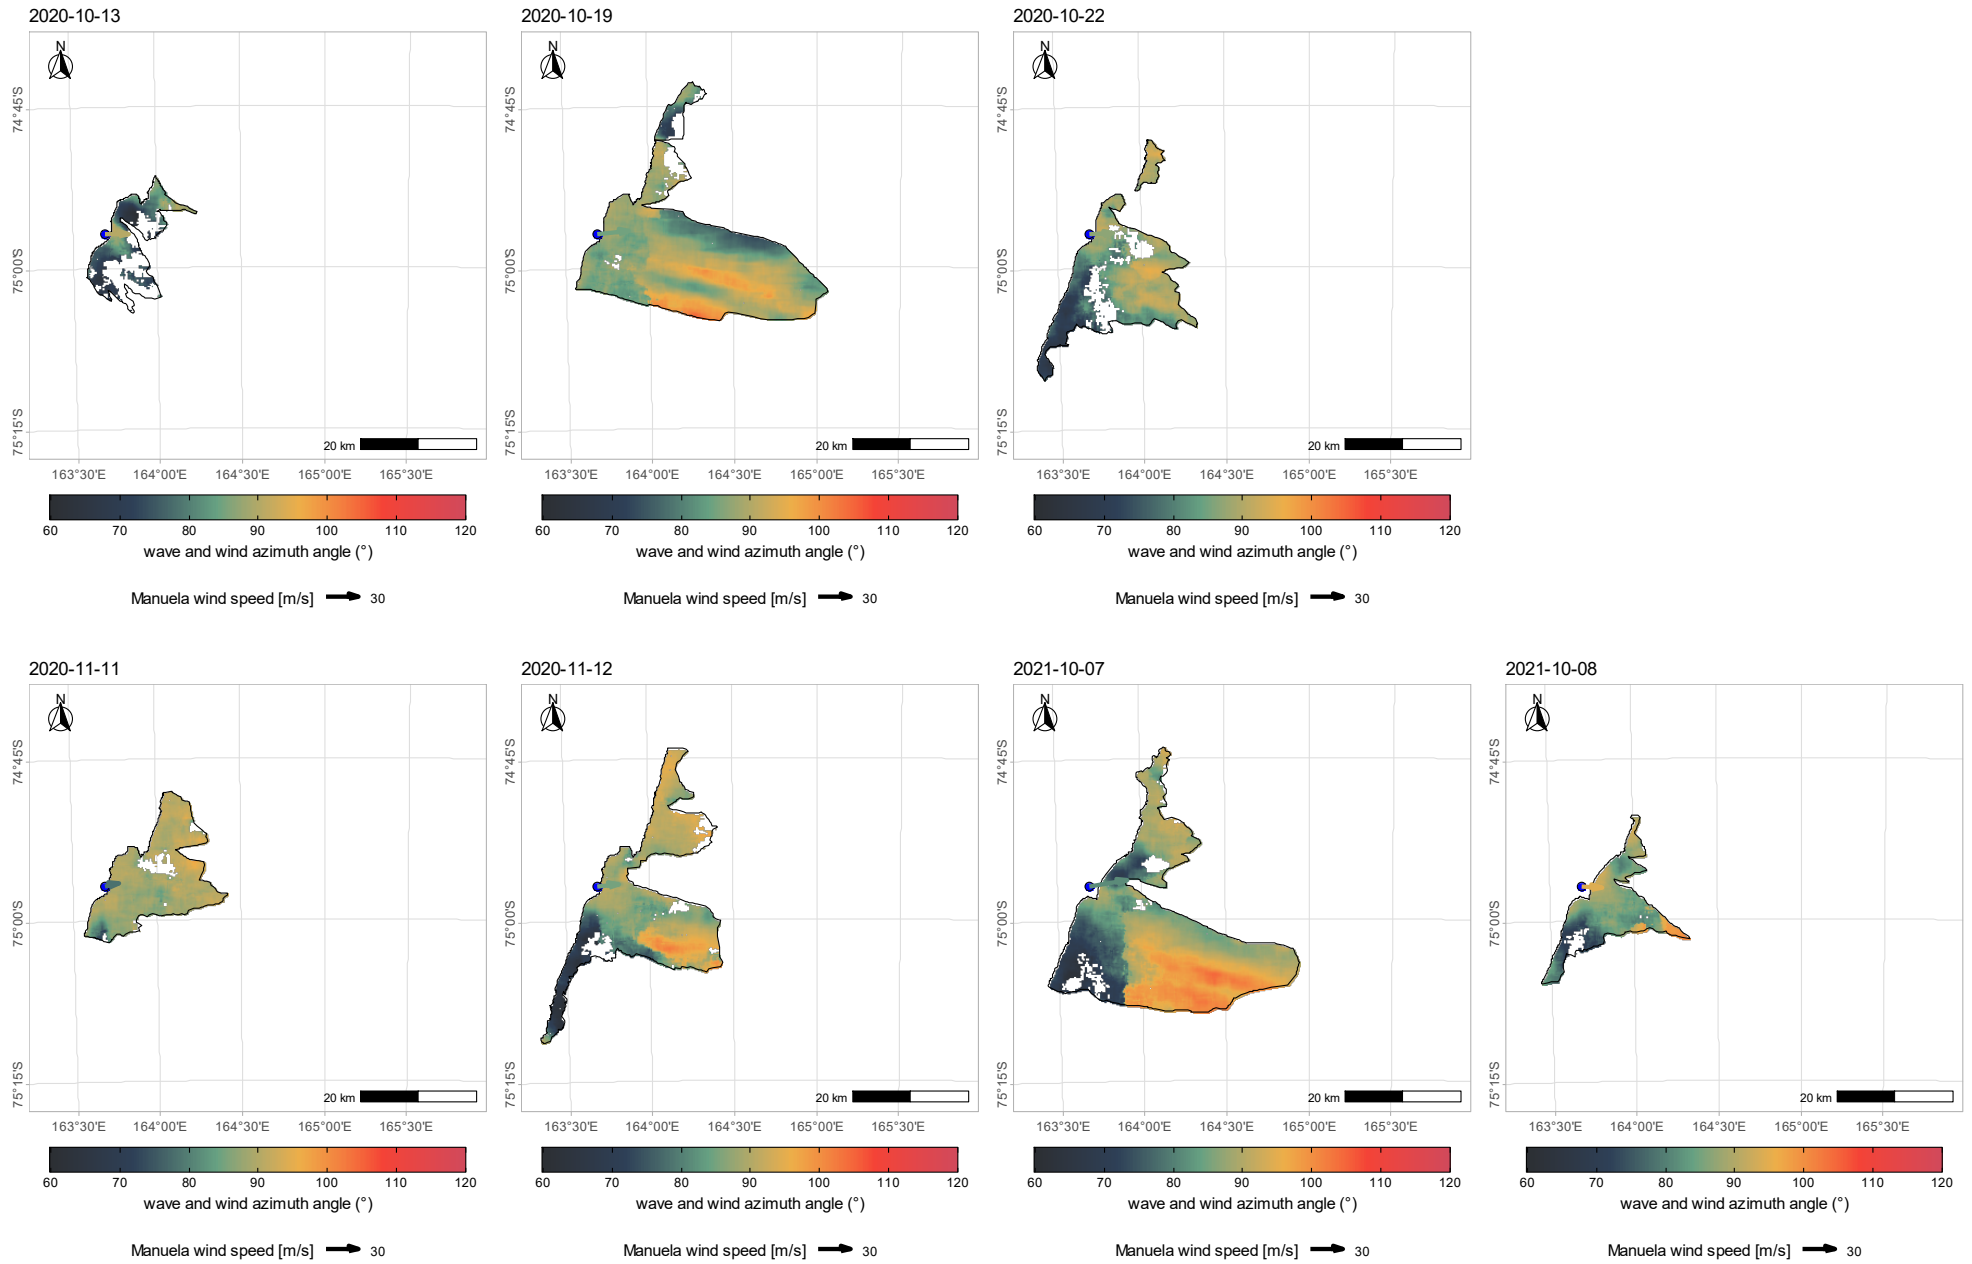 2020-10-13
N
74°45'S
75°00'S
75°15'S
20 km
163°30'E 164°00'E 164°30'E 165°00'E 165°30'E
60 70 80 90 100 110 120
wave and wind azimuth angle (°)
Manuela wind speed [m/s] 30
2020-10-19
N
74°45'S
75°00'S
75°15'S
20 km
163°30'E 164°00'E 164°30'E 165°00'E 165°30'E
60 70 80 90 100 110 120
wave and wind azimuth angle (°)
Manuela wind speed [m/s] 30
2020-10-22
N
74°45'S
75°00'S
75°15'S
20 km
163°30'E 164°00'E 164°30'E 165°00'E 165°30'E
60 70 80 90 100 110 120
wave and wind azimuth angle (°)
Manuela wind speed [m/s] 30
2020-11-11
N
74°45'S
75°00'S
75°15'S
20 km
163°30'E 164°00'E 164°30'E 165°00'E 165°30'E
60 70 80 90 100 110 120
wave and wind azimuth angle (°)
Manuela wind speed [m/s] 30
2020-11-12
N
74°45'S
75°00'S
75°15'S
20 km
163°30'E 164°00'E 164°30'E 165°00'E 165°30'E
60 70 80 90 100 110 120
wave and wind azimuth angle (°)
Manuela wind speed [m/s] 30
2021-10-07
N
74°45'S
75°00'S
75°15'S
20 km
163°30'E 164°00'E 164°30'E 165°00'E 165°30'E
60 70 80 90 100 110 120
wave and wind azimuth angle (°)
Manuela wind speed [m/s] 30
2021-10-08
N
74°45'S
75°00'S
75°15'S
20 km
163°30'E 164°00'E 164°30'E 165°00'E 165°30'E
60 70 80 90 100 110 120
wave and wind azimuth angle (°)
Manuela wind speed [m/s] 30